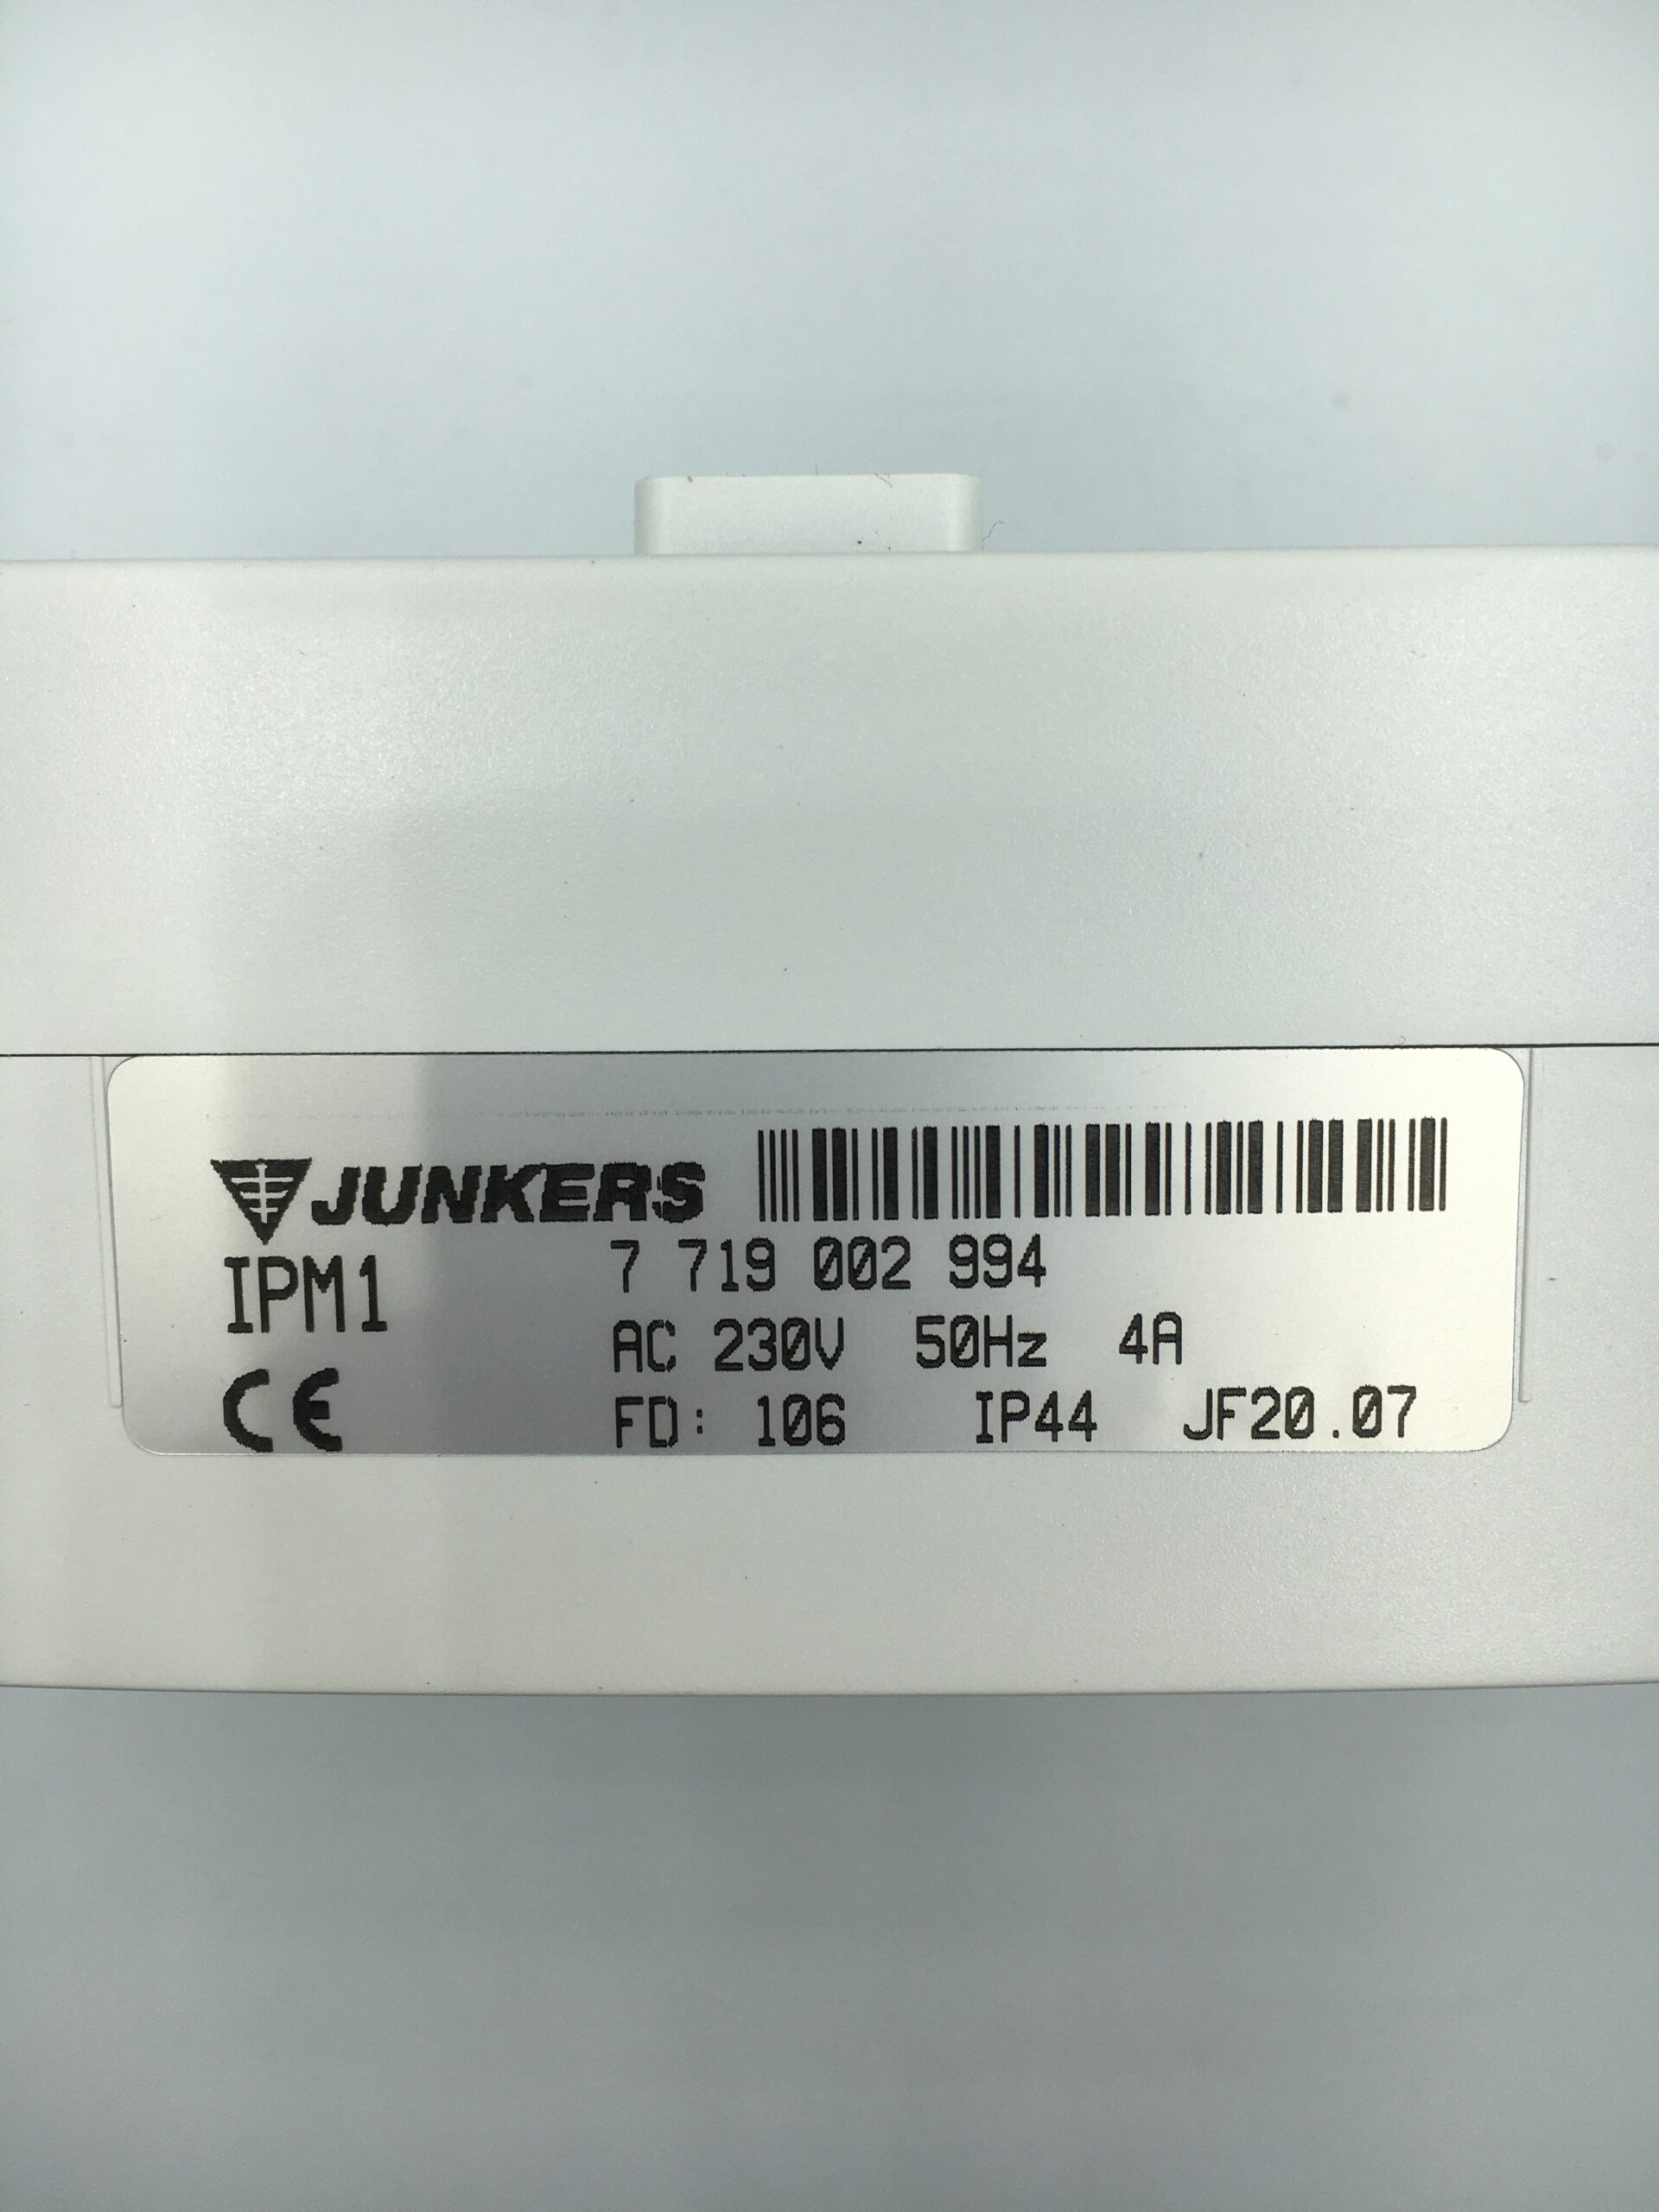 JUNKERS
IPM1
7 719 002 994
AC 230V 50Hz 4A
CE
FD: 106 IP44 JF20.07